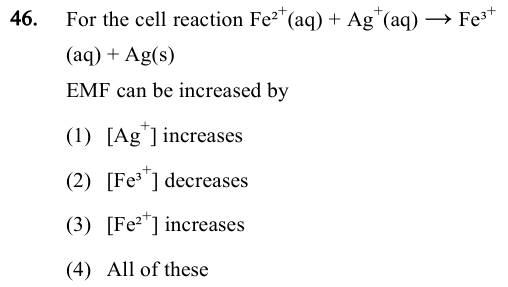 46. For the cell reaction Fe²⁺(aq) + Ag⁺(aq) ⟶ Fe³⁺
(aq) + Ag(s)
EMF can be increased by
(1) [Ag⁺] increases
(2) [Fe³⁺] decreases
(3) [Fe²⁺] increases
(4) All of these